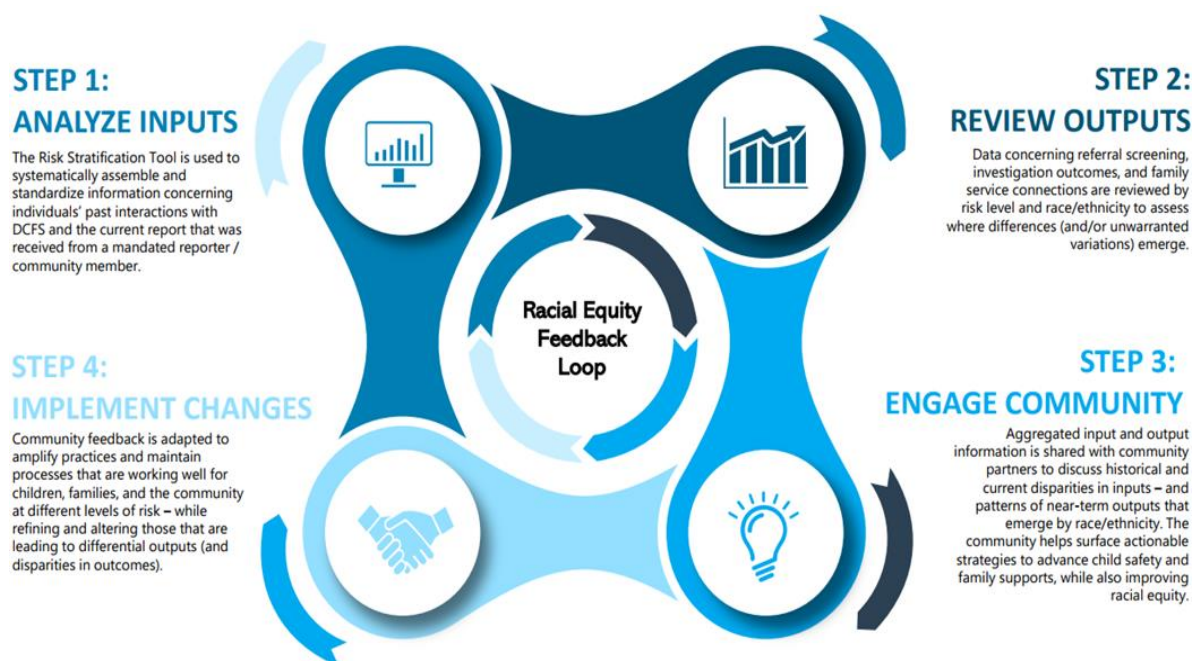 STEP 1:
ANALYZE INPUTS
The Risk Stratification Tool is used to
systematically assemble and
standardize information concerning
individuals' past interactions with
DCFS and the current report that was
received from a mandated reporter /
community member.
STEP 2:
REVIEW OUTPUTS
Data concerning referral screening,
investigation outcomes, and family
service connections are reviewed by
risk level and race/ethnicity to assess
where differences (and/or unwarranted
variations) emerge.
Racial Equity
Feedback
Loop
STEP 3:
ENGAGE COMMUNITY
Aggregated input and output
information is shared with community
partners to discuss historical and
current disparities in inputs – and
patterns of near-term outputs that
emerge by race/ethnicity. The
community helps surface actionable
strategies to advance child safety and
family supports, while also improving
racial equity.
STEP 4:
IMPLEMENT CHANGES
Community feedback is adapted to
amplify practices and maintain
processes that are working well for
children, families, and the community
at different levels of risk – while
refining and altering those that are
leading to differential outputs (and
disparities in outcomes).